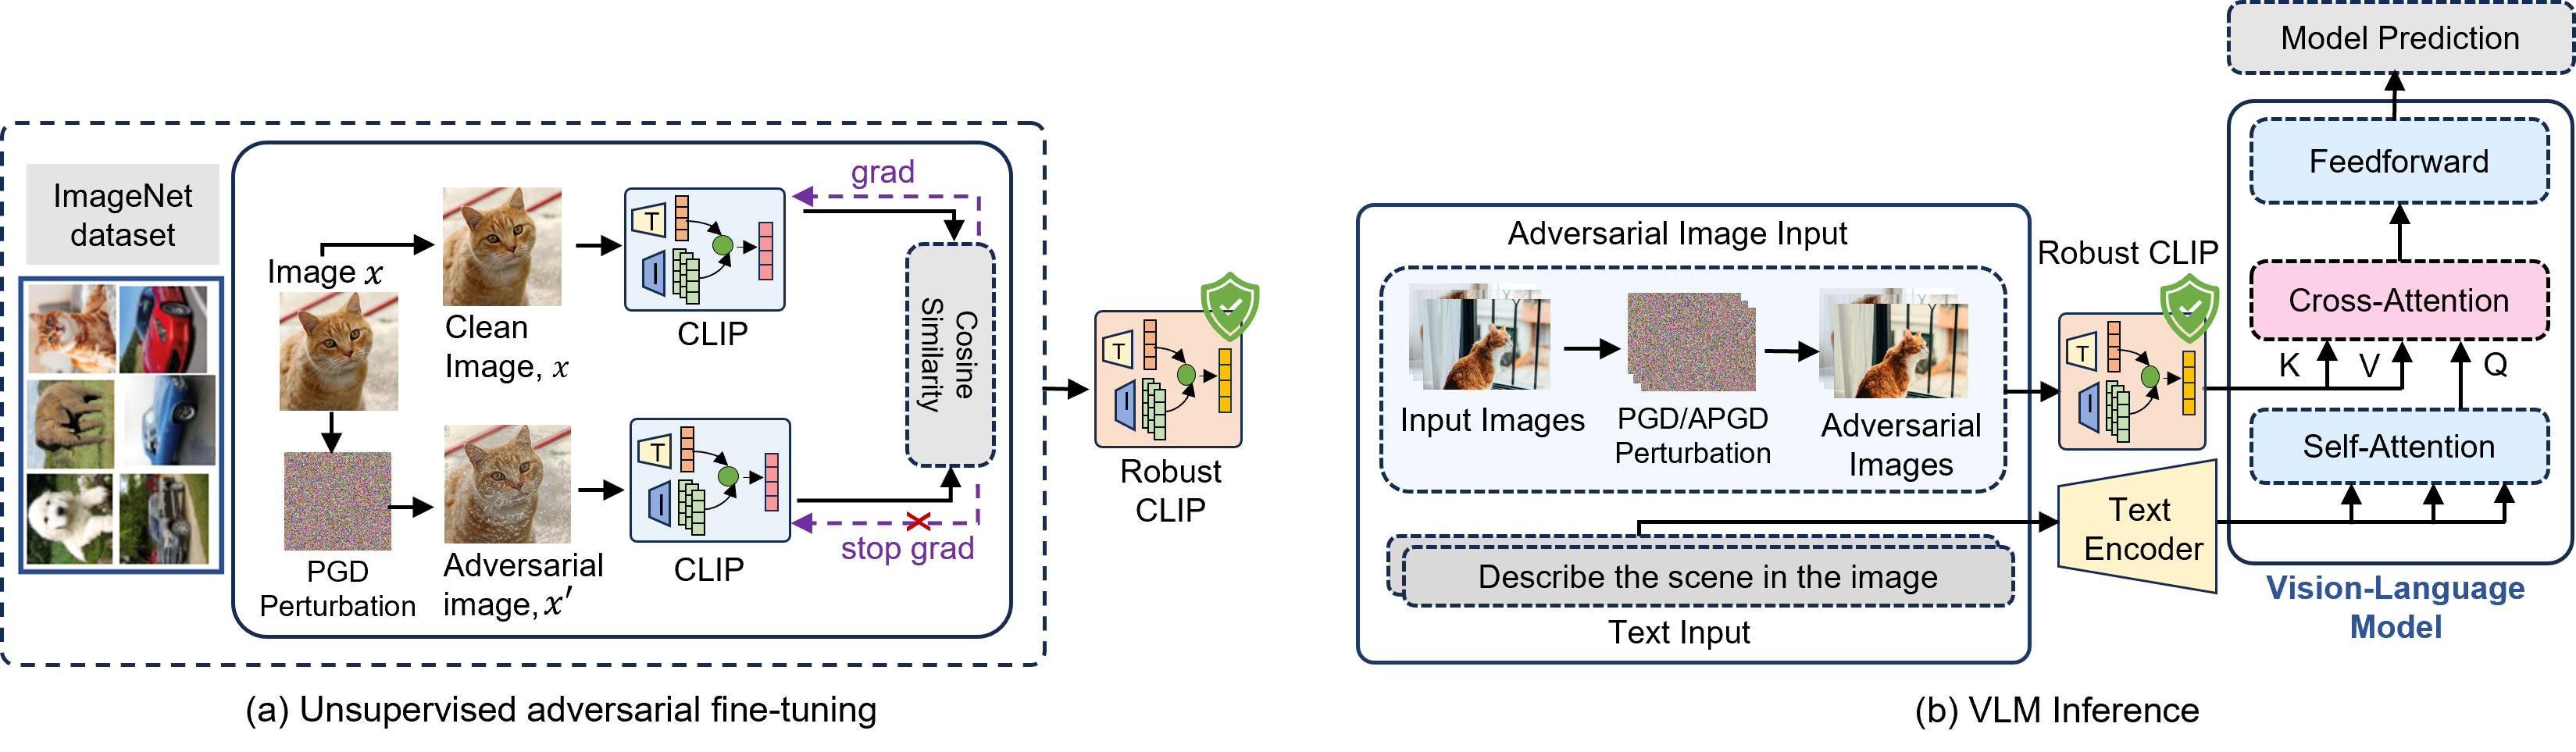 ImageNet
dataset
Image x
Clean
Image, x
PGD
Perturbation
Adversarial
image, x′
T
I
CLIP
T
I
CLIP
grad
Cosine
Similarity
stop grad
T
I
Robust
CLIP
(a) Unsupervised adversarial fine-tuning
Adversarial Image Input
Input Images
PGD/APGD
Perturbation
Adversarial
Images
Describe the scene in the image
Text Input
Robust CLIP
T
I
Text
Encoder
Model Prediction
Feedforward
Cross-Attention
K
V
Q
Self-Attention
Vision-Language
Model
(b) VLM Inference